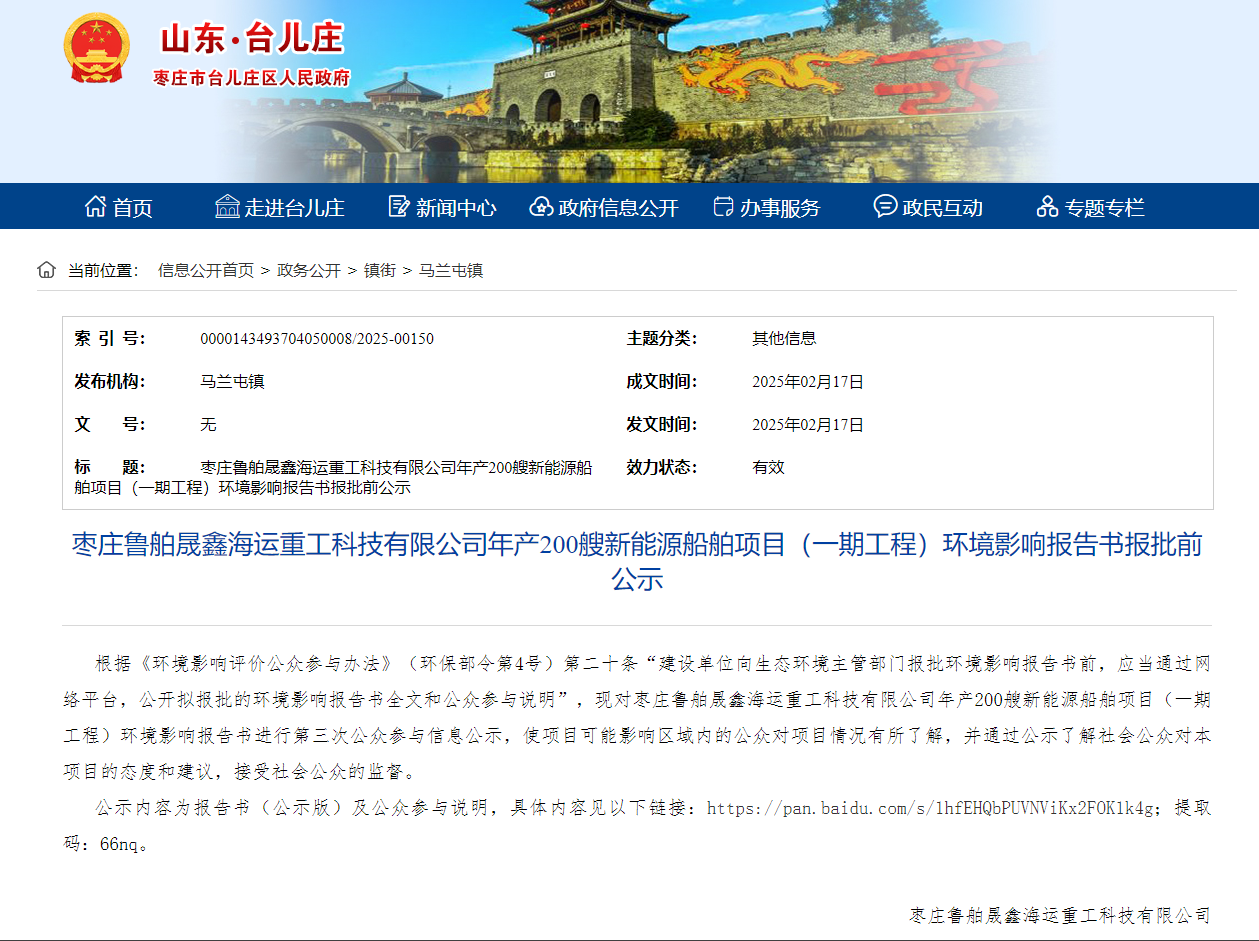 山东·台儿庄
枣庄市台儿庄区人民政府
首页 走进台儿庄 新闻中心 政府信息公开 办事服务 政民互动 专题专栏
当前位置： 信息公开首页 > 政务公开 > 镇街 > 马兰屯镇
索 引 号： 0000143493704050008/2025-00150 主题分类： 其他信息
发布机构： 马兰屯镇 成文时间： 2025年02月17日
文 号： 无 发文时间： 2025年02月17日
标 题： 枣庄鲁舶晟鑫海运重工科技有限公司年产200艘新能源船 效力状态： 有效
舶项目（一期工程）环境影响报告书报批前公示
枣庄鲁舶晟鑫海运重工科技有限公司年产200艘新能源船舶项目（一期工程）环境影响报告书报批前
公示
根据《环境影响评价公众参与办法》（环保部令第4号）第二十条“建设单位向生态环境主管部门报批环境影响报告书前，应当通过网
络平台，公开拟报批的环境影响报告书全文和公众参与说明”，现对枣庄鲁舶晟鑫海运重工科技有限公司年产200艘新能源船舶项目（一期
工程）环境影响报告书进行第三次公众参与信息公示，使项目可能影响区域内的公众对项目情况有所了解，并通过公示了解社会公众对本
项目的态度和建议，接受社会公众的监督。
公示内容为报告书（公示版）及公众参与说明，具体内容见以下链接：https://pan.baidu.com/s/1hfEHQbPUVNViKx2FOK1k4g；提取
码：66nq。
枣庄鲁舶晟鑫海运重工科技有限公司